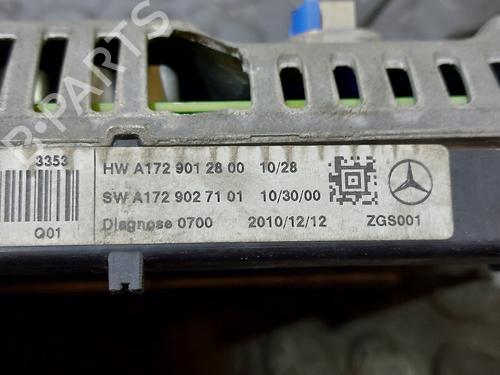 B-PARTS
3353
Q01
HW A172 901 28 00 10/28
SW A172 902 71 01 10/30/00
Diagnose 0700 2010/12/12
ZGS001